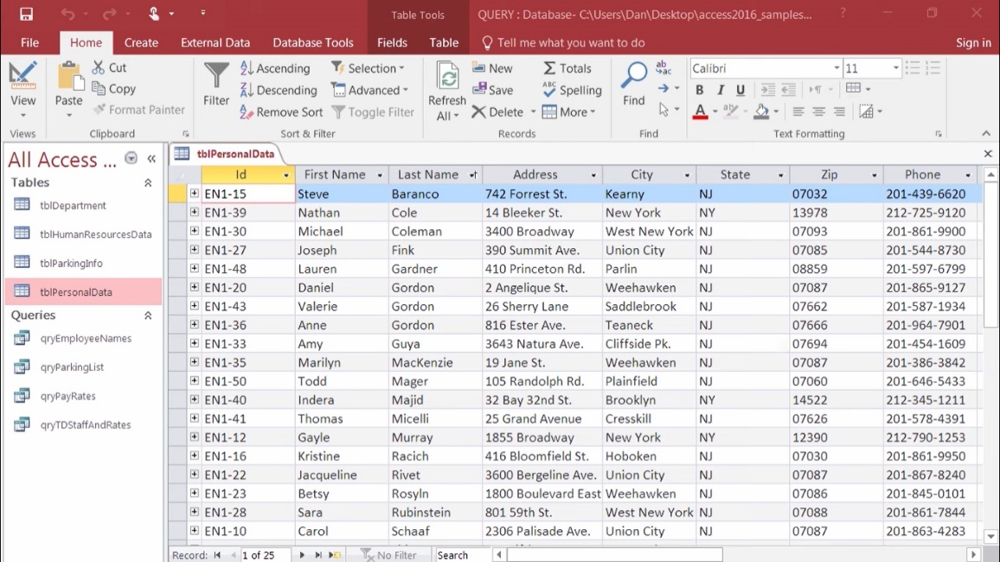 Table Tools
QUERY : Database- C:\Users\Dan\Desktop\access2016_samples...
File Home Create External Data Database Tools Fields Table Tell me what you want to do Sign in
View
Views
Paste
Cut
Copy
Format Painter
Clipboard
Filter
Ascending
Descending
Remove Sort
Selection
Advanced
Toggle Filter
Sort & Filter
Refresh
All
New
Save
Delete
Totals
Spelling
More
Records
Find
Find
Calibri 11
B I U
A
Text Formatting
All Access ...
Tables
tblDepartment
tblHumanResourcesData
tblParkingInfo
tblPersonalData
Queries
qryEmployeeNames
qryParkingList
qryPayRates
qryTDStaffAndRates
tblPersonalData
Id First Name Last Name Address City State Zip Phone
EN1-15 Steve Baranco 742 Forrest St. Kearny NJ 07032 201-439-6620
EN1-39 Nathan Cole 14 Bleeker St. New York NY 13978 212-725-9120
EN1-30 Michael Coleman 3400 Broadway West New York NJ 07093 201-861-9900
EN1-27 Joseph Fink 390 Summit Ave. Union City NJ 07085 201-544-8730
EN1-48 Lauren Gardner 410 Princeton Rd. Parlin NJ 08859 201-597-6799
EN1-20 Daniel Gordon 2 Angelique St. Weehawken NJ 07087 201-865-9127
EN1-43 Valerie Gordon 26 Sherry Lane Saddlebrook NJ 07662 201-587-1934
EN1-36 Anne Gordon 816 Ester Ave. Teaneck NJ 07666 201-964-7901
EN1-33 Amy Guya 3643 Natura Ave. Cliffside Pk. NJ 07694 201-454-1609
EN1-35 Marilyn MacKenzie 19 Jane St. Weehawken NJ 07087 201-386-3842
EN1-50 Todd Mager 105 Randolph Rd. Plainfield NJ 07060 201-646-5433
EN1-40 Indera Majid 32 Bay 32nd St. Brooklyn NY 14522 212-345-1211
EN1-41 Thomas Micelli 25 Grand Avenue Cresskill NJ 07626 201-578-4391
EN1-12 Gayle Murray 1855 Broadway New York NY 12390 212-790-1253
EN1-16 Kristine Racich 416 Bloomfield St. Hoboken NJ 07030 201-861-9950
EN1-22 Jacqueline Rivet 3600 Bergeline Ave. Union City NJ 07087 201-867-8240
EN1-23 Betsy Rosyln 1800 Boulevard East Weehawken NJ 07086 201-845-0101
EN1-28 Sara Rubinstein 801 59th St. West New York NJ 07088 201-861-7844
EN1-10 Carol Schaaf 2306 Palisade Ave. Union City NJ 07087 201-863-4283
Record: 1 of 25 No Filter Search